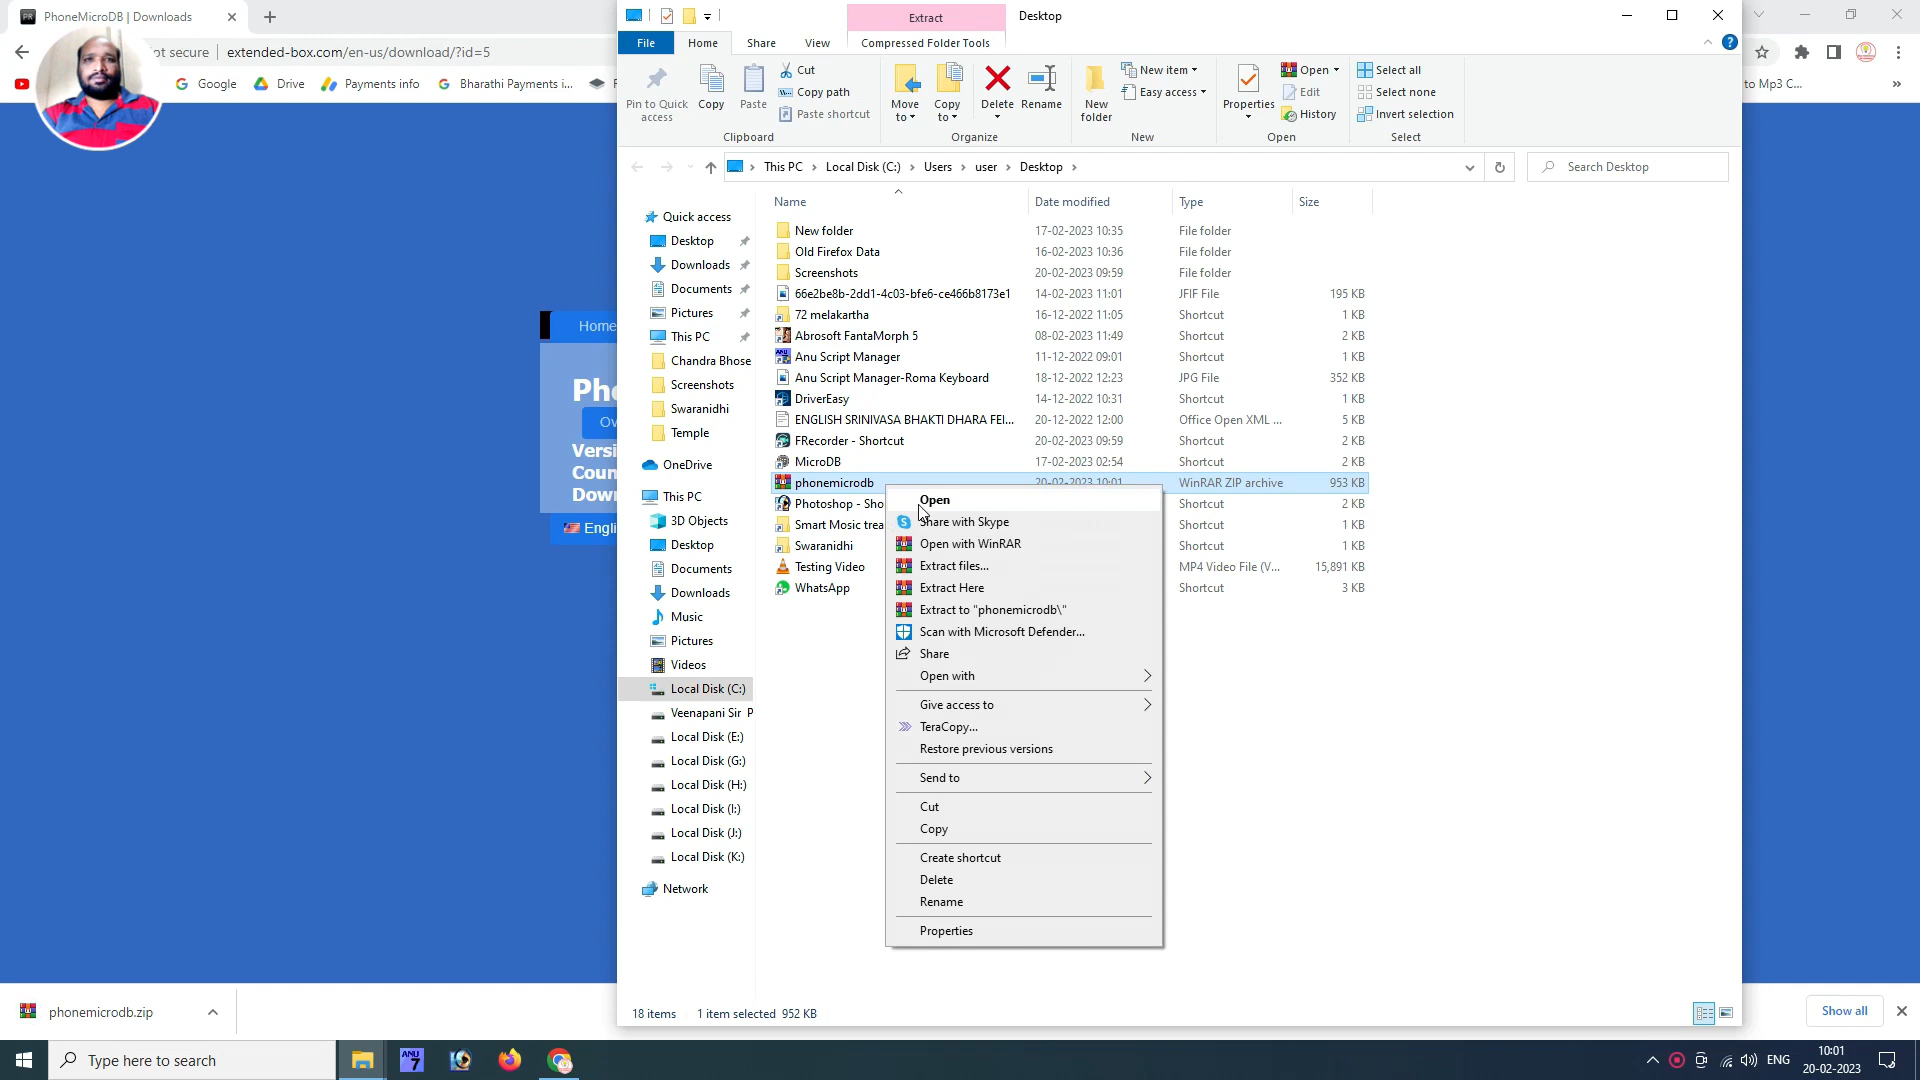 PhoneMicroDB | Downloads
ot secure
extended-box.com/en-us/download/?id=5
Google
Drive
Payments info
Bharathi Payments i...
to Mp3 C...
»
Home
Pho
Ov
Versi
Coun
Down
Engli
Extract
Desktop
File
Home
Share
View
Compressed Folder Tools
Pin to Quick access
Copy
Paste
Cut
Copy path
Paste shortcut
Clipboard
Move to
Copy to
Delete
Rename
Organize
New folder
New item
Easy access
New
Properties
Open
Edit
History
Open
Select all
Select none
Invert selection
Select
This PC > Local Disk (C:) > Users > user > Desktop >
Search Desktop
Name
Date modified
Type
Size
Quick access
Desktop
Downloads
Documents
Pictures
This PC
Chandra Bhose
Screenshots
Swaranidhi
Temple
OneDrive
This PC
3D Objects
Desktop
Documents
Downloads
Music
Pictures
Videos
Local Disk (C:)
Veenapani Sir P
Local Disk (E:)
Local Disk (G:)
Local Disk (H:)
Local Disk (I:)
Local Disk (J:)
Local Disk (K:)
Network
New folder 17-02-2023 10:35 File folder
Old Firefox Data 16-02-2023 10:36 File folder
Screenshots 20-02-2023 09:59 File folder
66e2be8b-2dd1-4c03-bfe6-ce466b8173e1 14-02-2023 11:01 JFIF File 195 KB
72 melakartha 16-12-2022 11:05 Shortcut 1 KB
Abrosoft FantaMorph 5 08-02-2023 11:49 Shortcut 2 KB
Anu Script Manager 11-12-2022 09:01 Shortcut 1 KB
Anu Script Manager-Roma Keyboard 18-12-2022 12:23 JPG File 352 KB
DriverEasy 14-12-2022 10:31 Shortcut 1 KB
ENGLISH SRINIVASA BHAKTI DHARA FEI... 20-12-2022 12:00 Office Open XML ... 5 KB
FRecorder - Shortcut 20-02-2023 09:59 Shortcut 2 KB
MicroDB 17-02-2023 02:54 Shortcut 2 KB
phonemicrodb 20-02-2023 10:01 WinRAR ZIP archive 953 KB
Photoshop - Sho Shortcut 2 KB
Smart Mosic trea Shortcut 1 KB
Swaranidhi Shortcut 1 KB
Testing Video MP4 Video File (V... 15,891 KB
WhatsApp Shortcut 3 KB
Open
Share with Skype
Open with WinRAR
Extract files...
Extract Here
Extract to "phonemicrodb\"
Scan with Microsoft Defender...
Share
Open with
Give access to
TeraCopy...
Restore previous versions
Send to
Cut
Copy
Create shortcut
Delete
Rename
Properties
18 items 1 item selected 952 KB
phonemicrodb.zip
Show all
Type here to search
ANU
7
ENG
10:01
20-02-2023